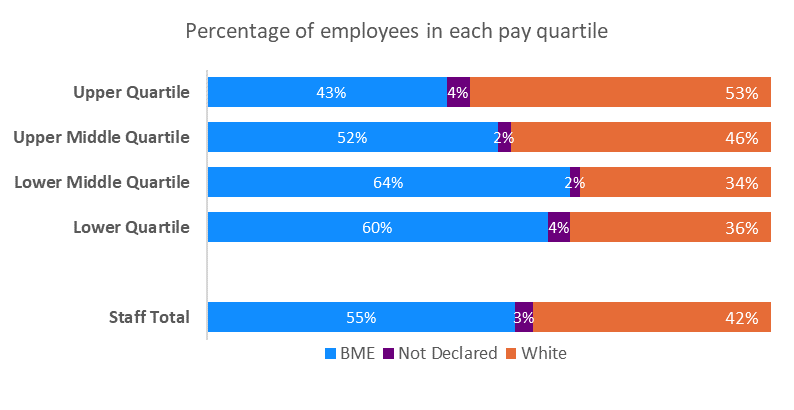 Percentage of employees in each pay quartile
Upper Quartile 43% 4% 53%
Upper Middle Quartile 52% 2% 46%
Lower Middle Quartile 64% 2% 34%
Lower Quartile 60% 4% 36%
Staff Total 55% 3% 42%
BME Not Declared White